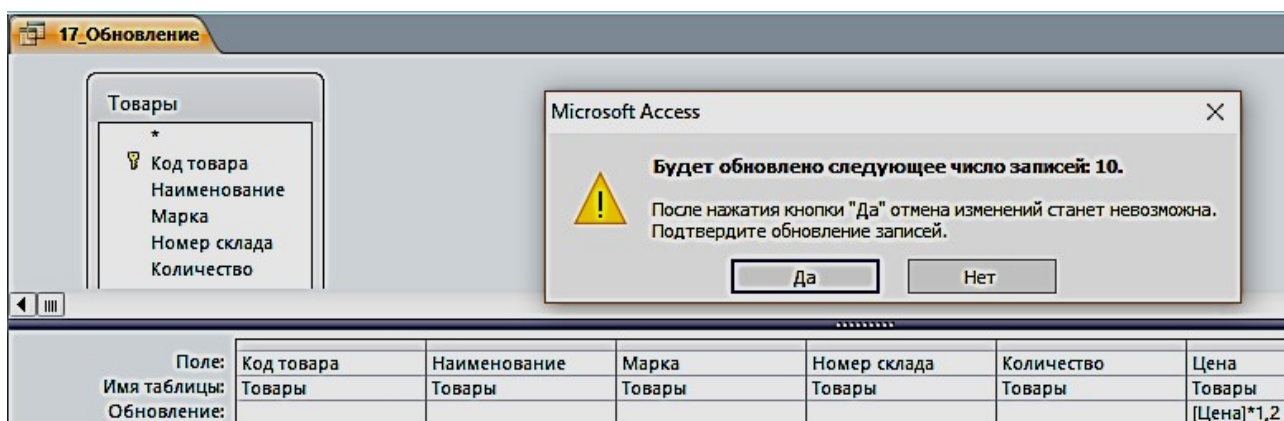 17_Обновление
Товары
*
Код товара
Наименование
Марка
Номер склада
Количество
Microsoft Access
Будет обновлено следующее число записей: 10.
После нажатия кнопки "Да" отмена изменений станет невозможна.
Подтвердите обновление записей.
Да Нет
Поле: Код товара Наименование Марка Номер склада Количество Цена
Имя таблицы: Товары Товары Товары Товары Товары Товары
Обновление: [Цена]*1,2